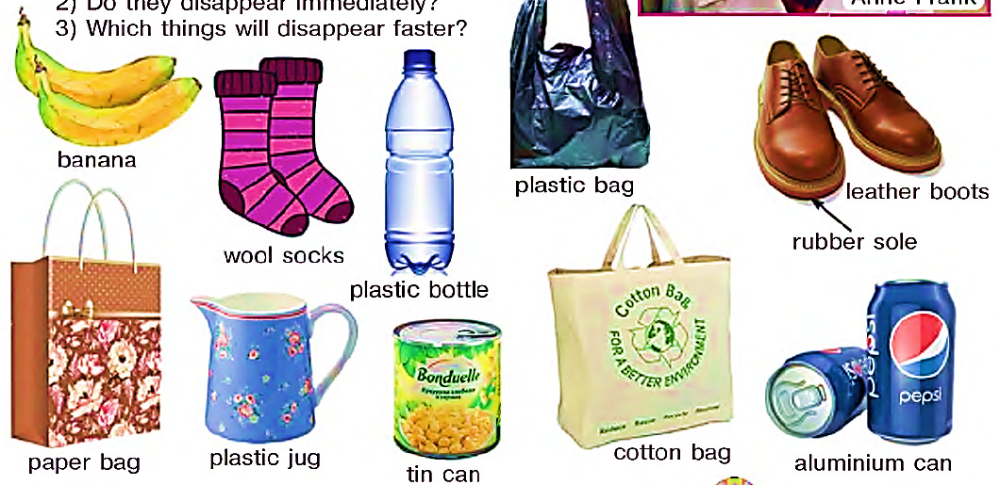 2) Do they disappear immediately?
3) Which things will disappear faster?
Anne Frank
banana
wool socks
plastic bottle
plastic bag
leather boots
rubber sole
paper bag
plastic jug
Bonduelle
tin can
Cotton Bag
FOR A BETTER ENVIRONMENT
cotton bag
pepsi
pepsi
aluminium can